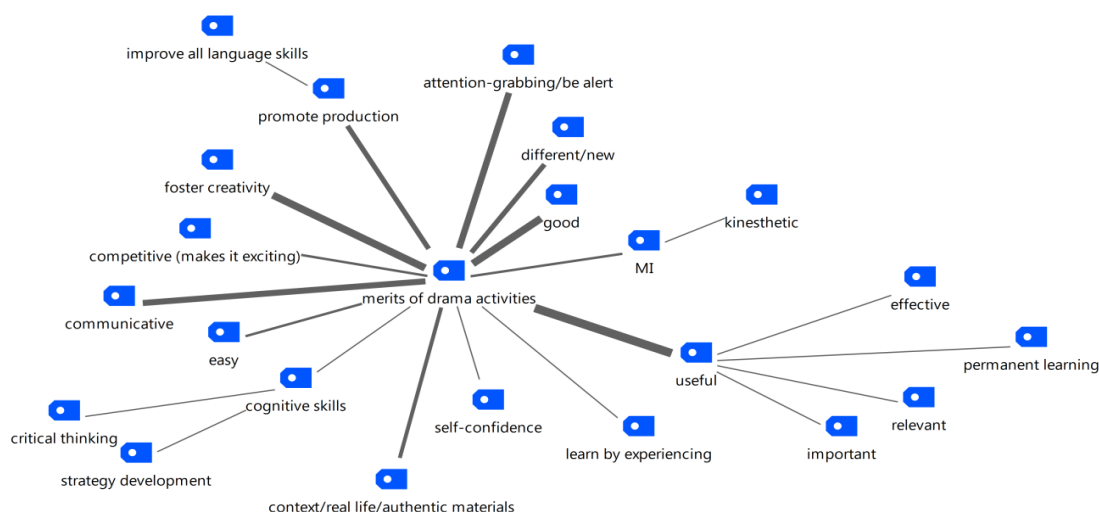 improve all language skills
attention-grabbing/be alert
promote production
different/new
foster creativity
good
kinesthetic
competitive (makes it exciting)
MI
merits of drama activities
effective
communicative
easy
useful
permanent learning
cognitive skills
self-confidence
relevant
critical thinking
learn by experiencing
important
strategy development
context/real life/authentic materials